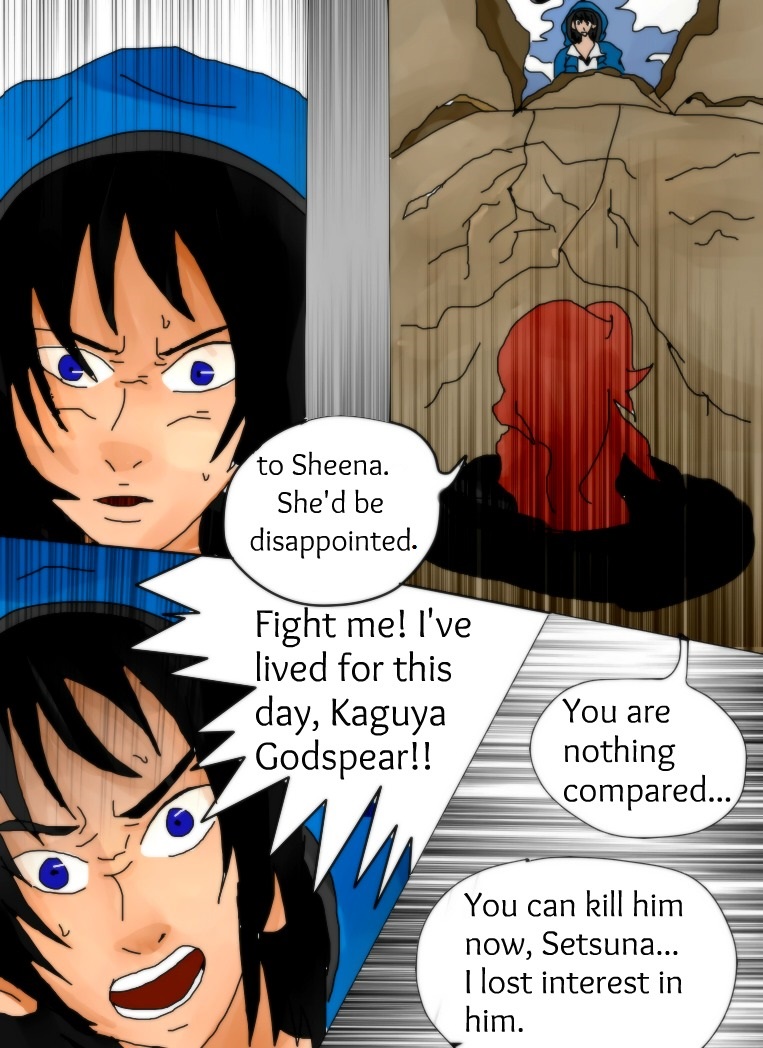 You are
nothing
compared...
to Sheena.
She'd be
disappointed.
Fight me! I've
lived for this
day, Kaguya
Godspear!!
You can kill him
now, Setsuna...
I lost interest in
him.